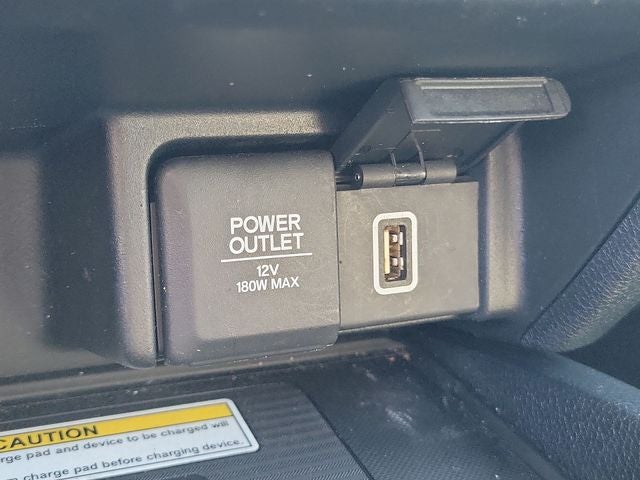 POWER
OUTLET
12V
180W MAX
CAUTION
pad and device to be charged will
charge pad before charging device.